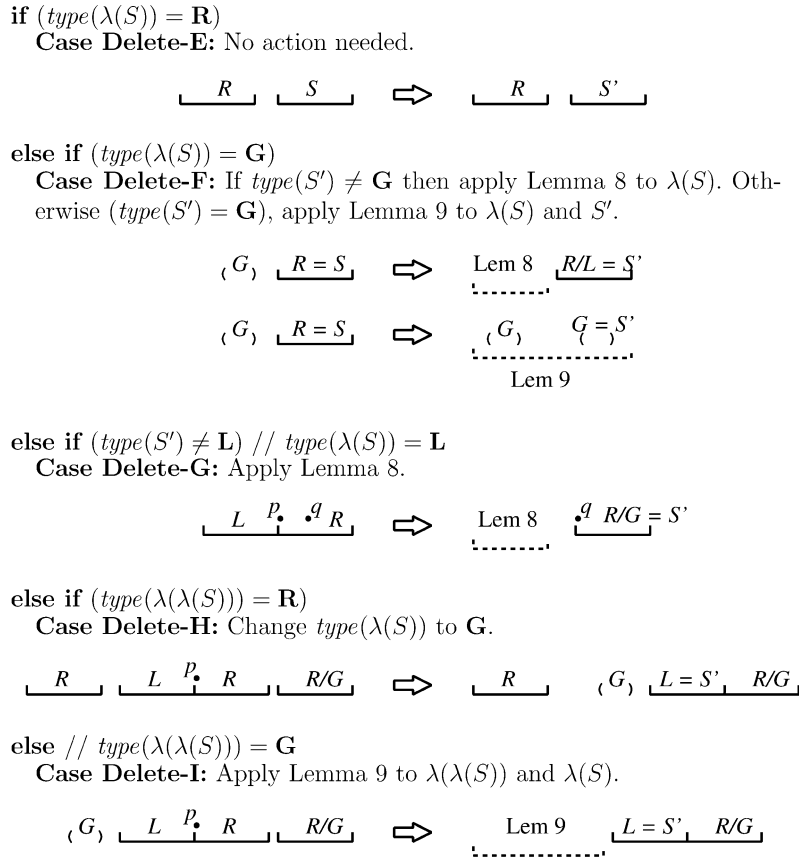 if (type(λ(S)) = R)
Case Delete-E: No action needed.
R S R S'
else if (type(λ(S)) = G)
Case Delete-F: If type(S′) ≠ G then apply Lemma 8 to λ(S). Oth-
erwise (type(S′) = G), apply Lemma 9 to λ(S) and S′.
(G) R = S Lem 8 R/L = S'
(G) R = S (G) G = S'
( )
Lem 9
else if (type(S′) ≠ L) // type(λ(S)) = L
Case Delete-G: Apply Lemma 8.
L p q R Lem 8 q R/G = S'
else if (type(λ(λ(S))) = R)
Case Delete-H: Change type(λ(S)) to G.
R L p R R/G R (G) L = S' R/G
else // type(λ(λ(S))) = G
Case Delete-I: Apply Lemma 9 to λ(λ(S)) and λ(S).
(G) L p R R/G Lem 9 L = S' R/G